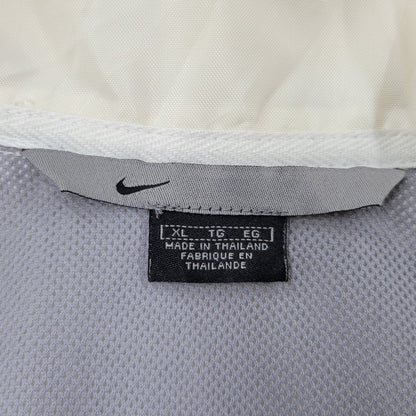 XL TG EG
MADE IN THAILAND
FABRIQUE EN
THAILANDE